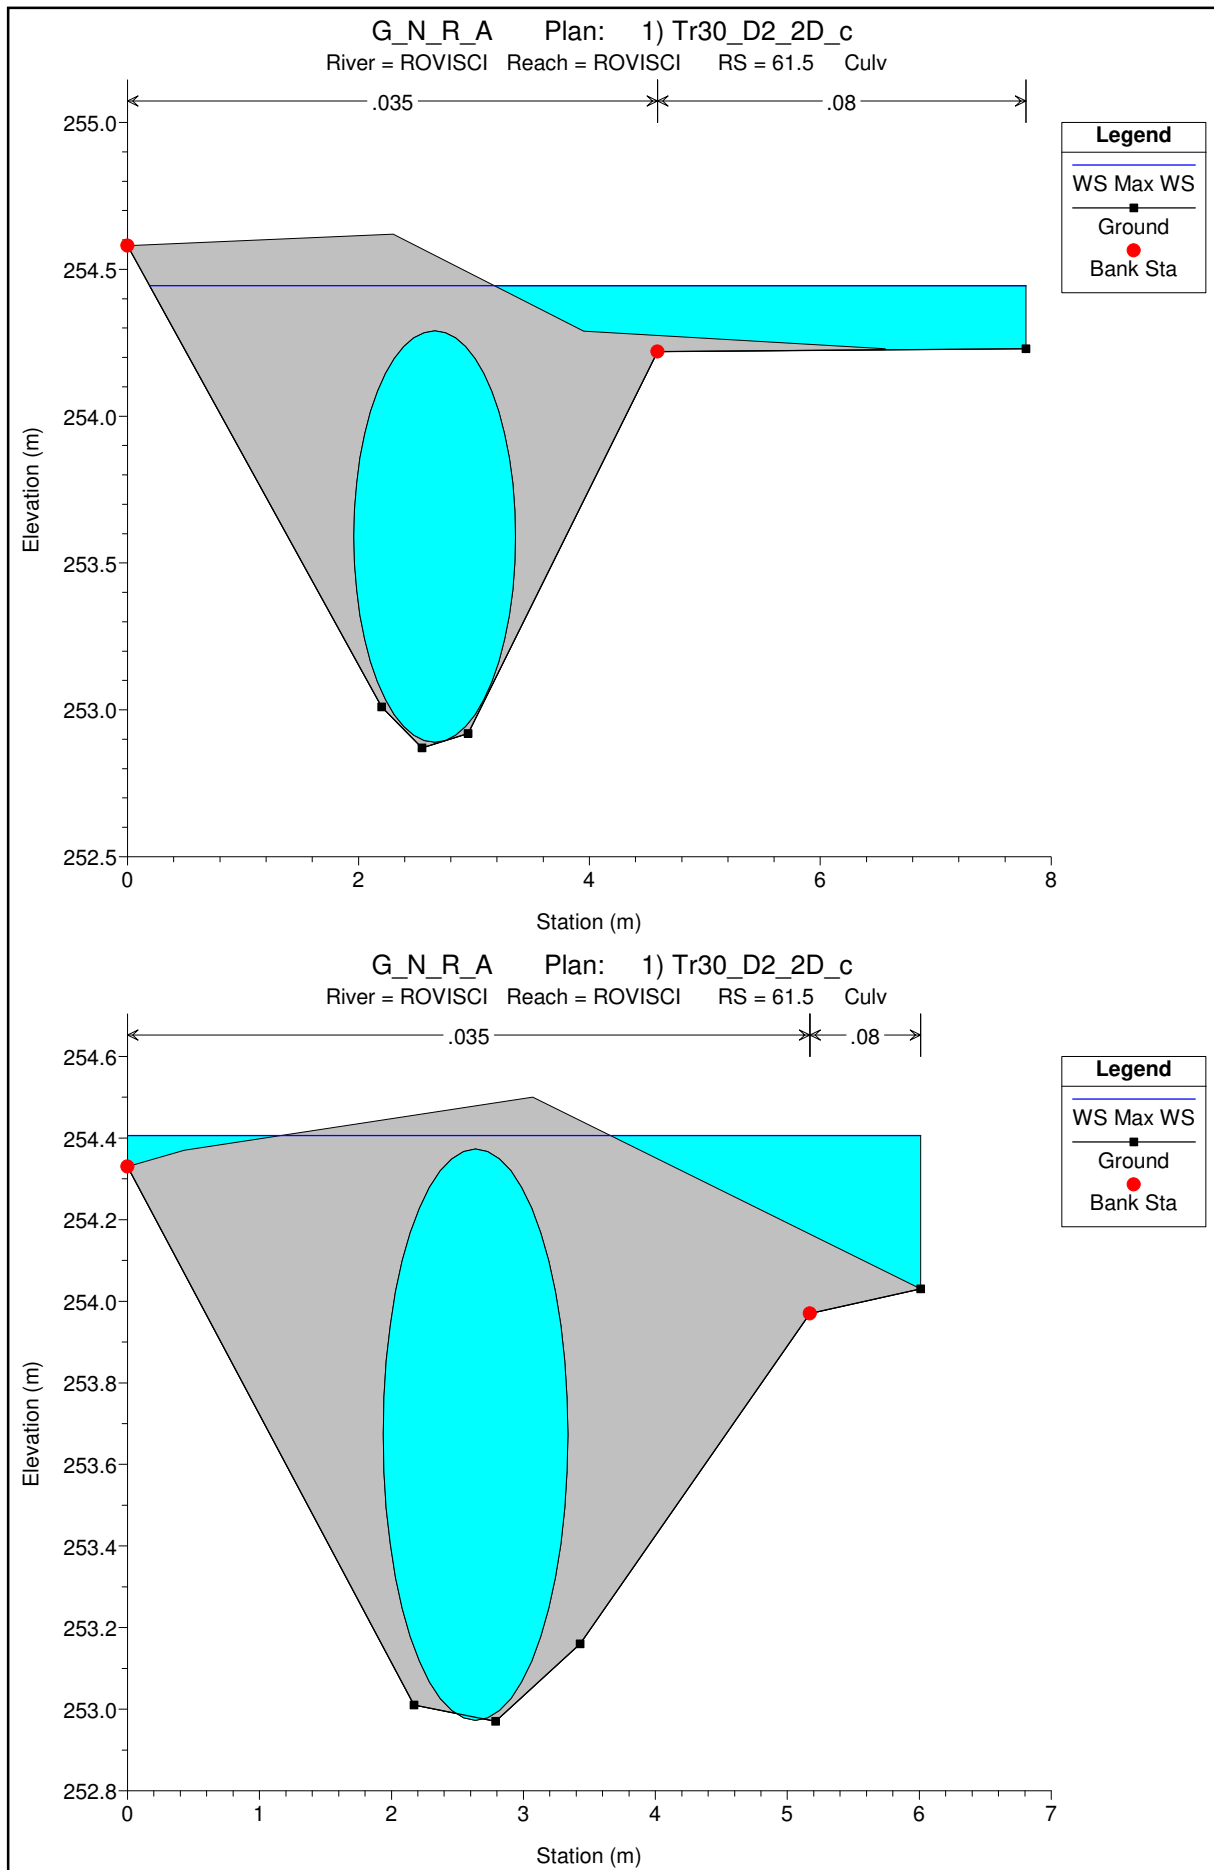 G_N_R_A Plan: 1) Tr30_D2_2D_c
River = ROVISCI Reach = ROVISCI RS = 61.5 Culv
.035 .08
255.0
254.5
254.0
253.5
253.0
252.5
Elevation (m)
0 2 4 6 8
Station (m)
Legend
WS Max WS
Ground
Bank Sta
G_N_R_A Plan: 1) Tr30_D2_2D_c
River = ROVISCI Reach = ROVISCI RS = 61.5 Culv
.035 .08
254.6
254.4
254.2
254.0
253.8
253.6
253.4
253.2
253.0
252.8
Elevation (m)
0 1 2 3 4 5 6 7
Station (m)
Legend
WS Max WS
Ground
Bank Sta